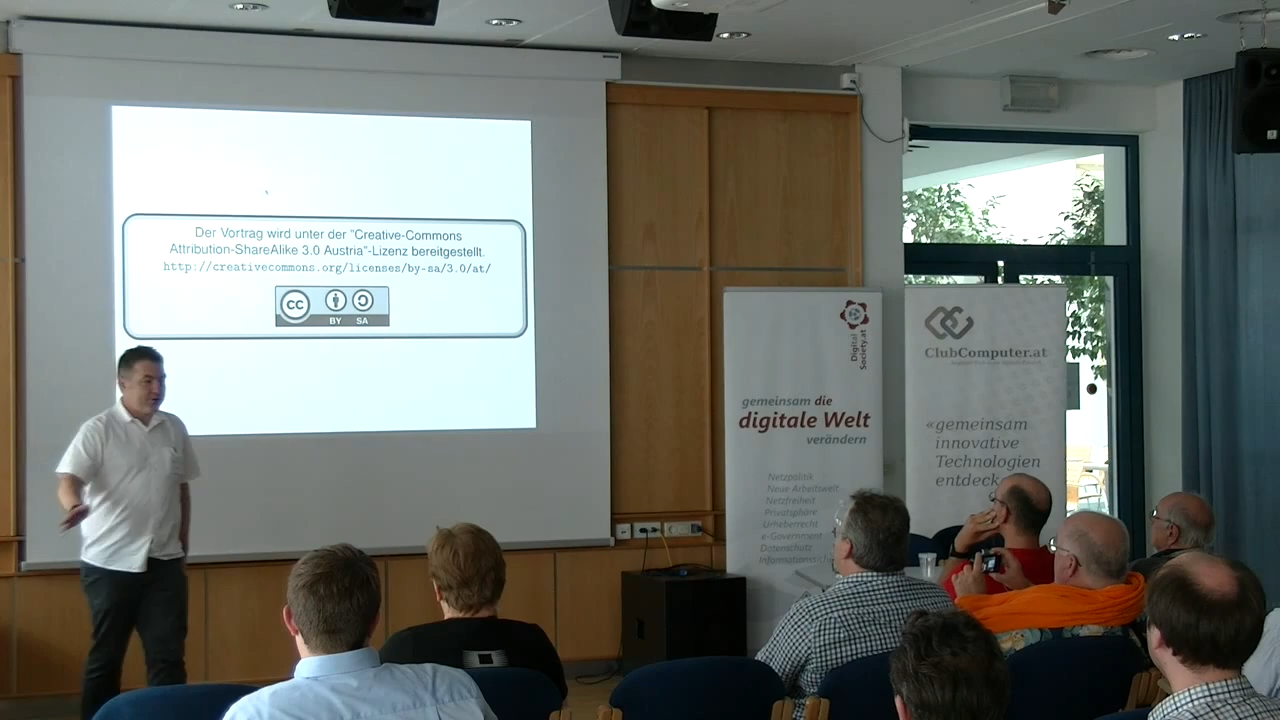 Der Vortrag wird unter der "Creative-Commons
Attribution-ShareAlike 3.0 Austria"-Lizenz bereitgestellt.
http://creativecommons.org/licenses/by-sa/3.0/at/
cc
BY SA
Digital
Society.at
gemeinsam die
digitale Welt
verändern
Netzpolitik
Neue Arbeitswelt
Netzfreiheit
Privatsphäre
Urheberrecht
e-Government
Datenschutz
ClubComputer.at
«gemeinsam
innovative
Technologien